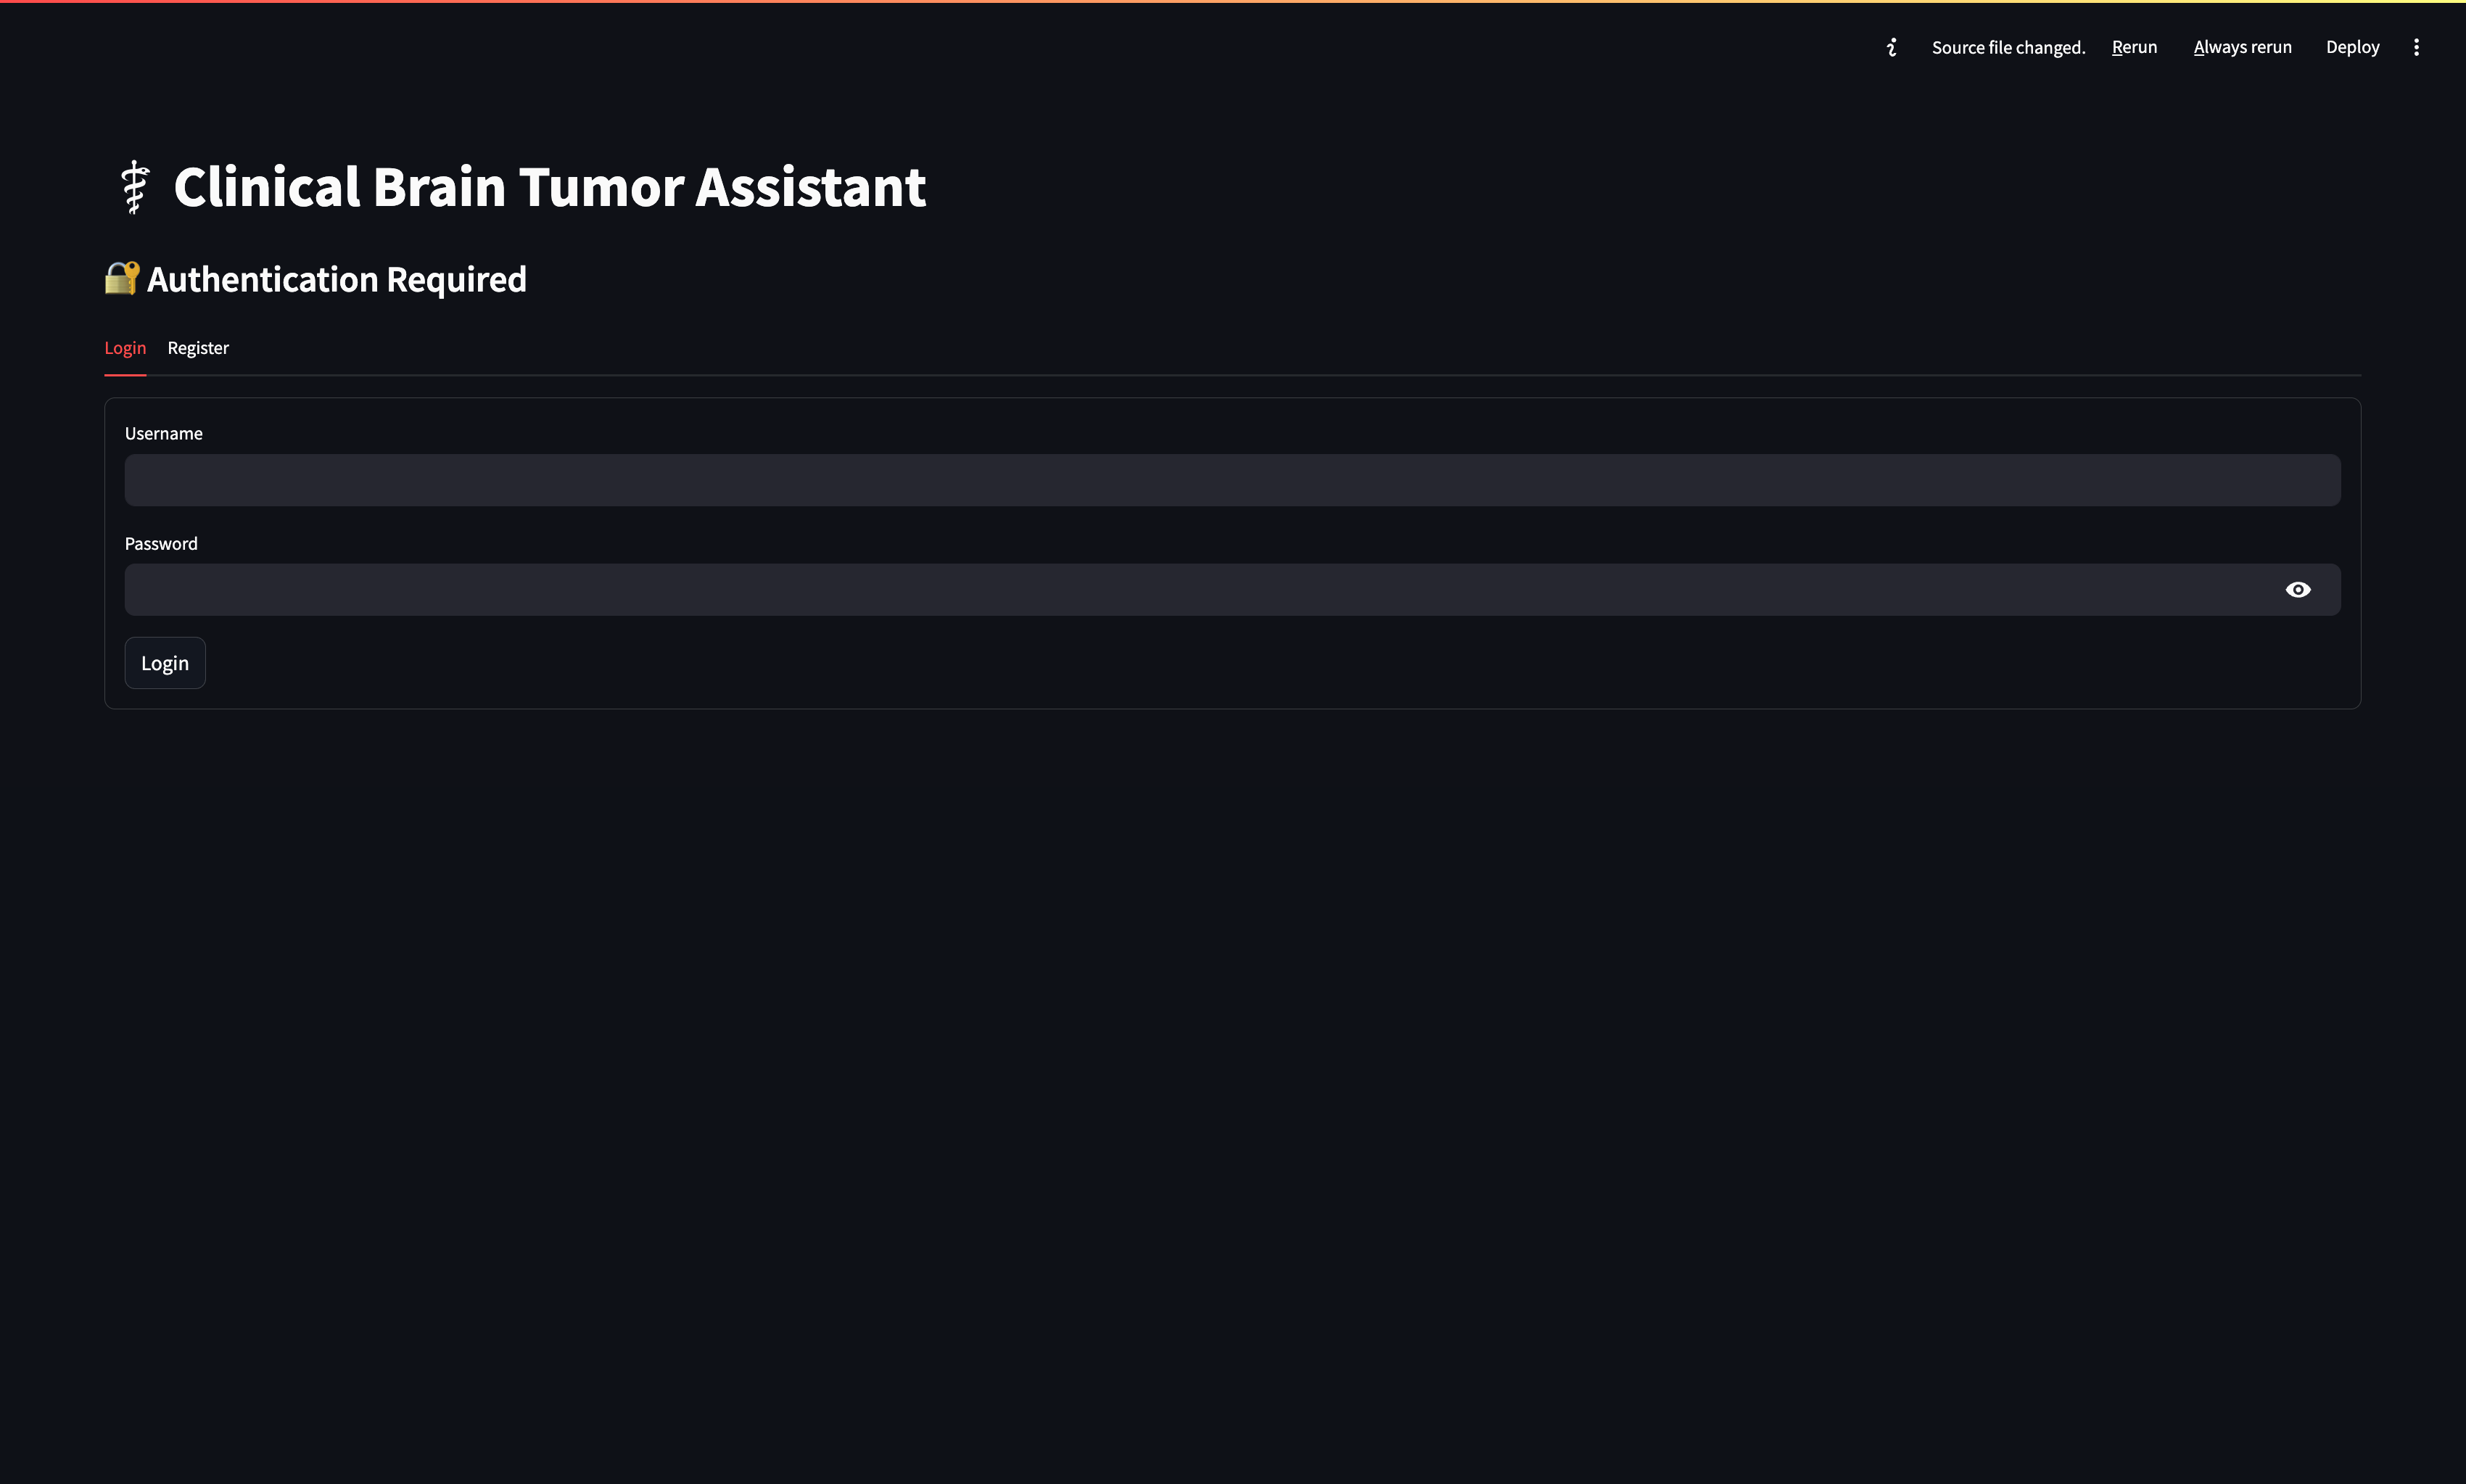 Source file changed. Rerun Always rerun Deploy
Clinical Brain Tumor Assistant
Authentication Required
Login Register
Username
Password
Login